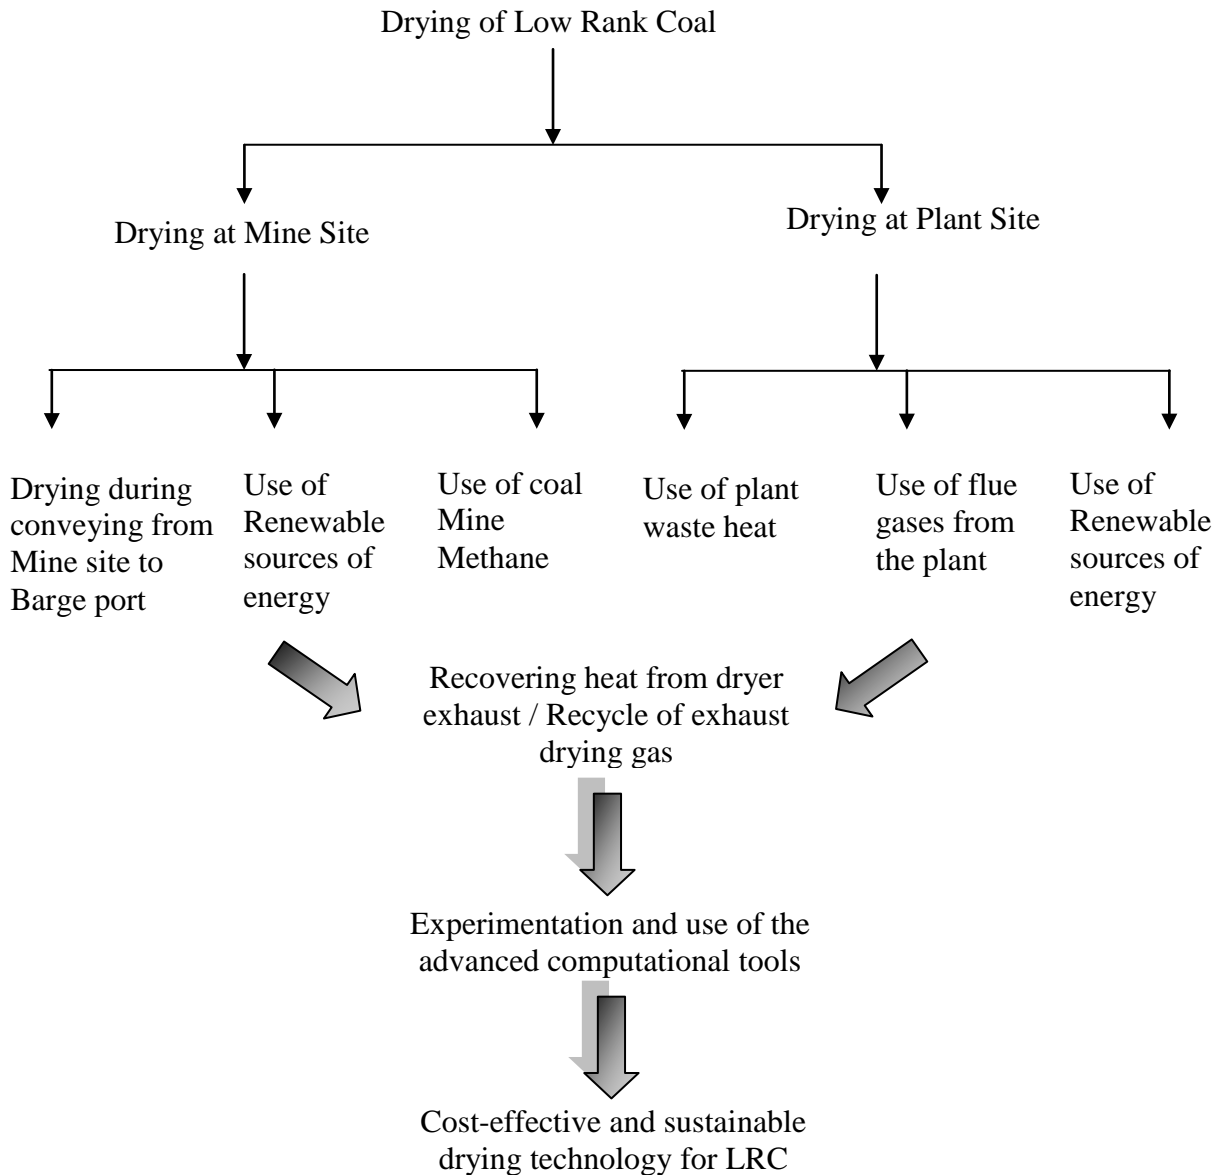 Drying of Low Rank Coal
Drying at Mine Site
Drying at Plant Site
Drying during
conveying from
Mine site to
Barge port
Use of
Renewable
sources of
energy
Use of coal
Mine
Methane
Use of plant
waste heat
Use of flue
gases from
the plant
Use of
Renewable
sources of
energy
Recovering heat from dryer
exhaust / Recycle of exhaust
drying gas
Experimentation and use of the
advanced computational tools
Cost-effective and sustainable
drying technology for LRC